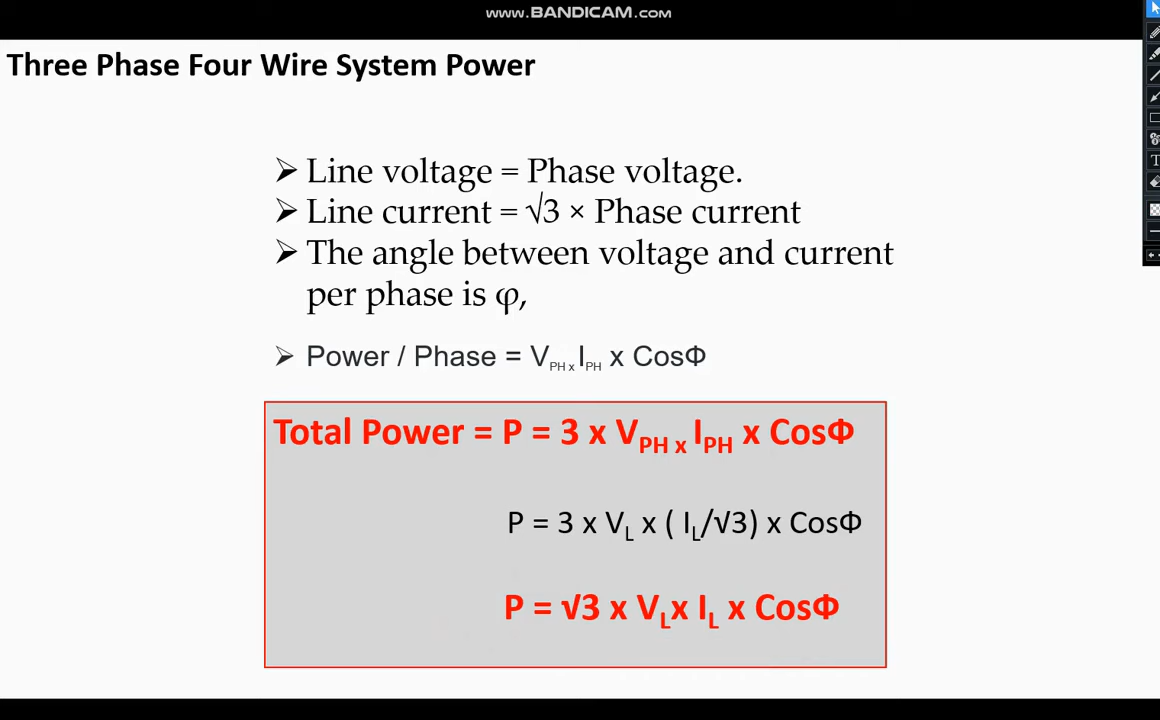 www.BANDICAM.com
Three Phase Four Wire System Power
➢ Line voltage = Phase voltage.
➢ Line current = √3 × Phase current
➢ The angle between voltage and current
per phase is φ,
➢ Power / Phase = VPH x IPH x CosΦ
Total Power = P = 3 x VPH x IPH x CosΦ
P = 3 x VL x ( IL/√3) x CosΦ
P = √3 x VLx IL x CosΦ